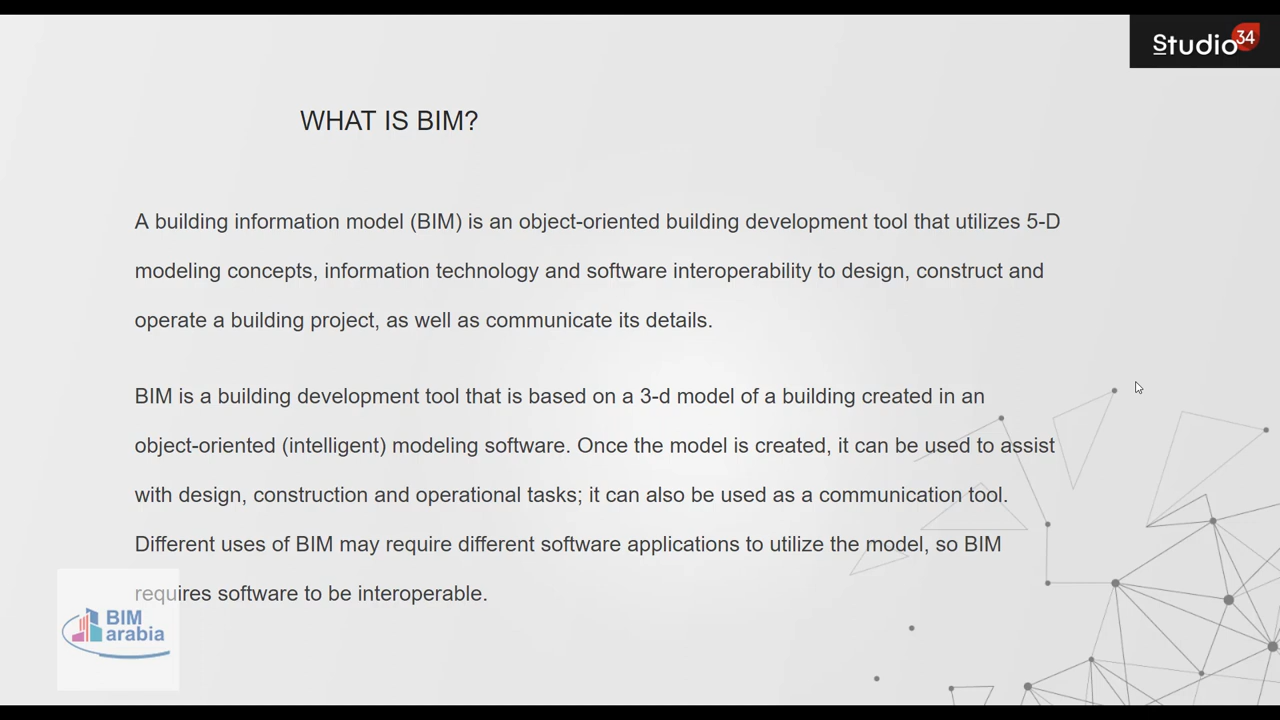 Studio34
WHAT IS BIM?
A building information model (BIM) is an object-oriented building development tool that utilizes 5-D
modeling concepts, information technology and software interoperability to design, construct and
operate a building project, as well as communicate its details.
BIM is a building development tool that is based on a 3-d model of a building created in an
object-oriented (intelligent) modeling software. Once the model is created, it can be used to assist
with design, construction and operational tasks; it can also be used as a communication tool.
Different uses of BIM may require different software applications to utilize the model, so BIM
requires software to be interoperable.
BIM
arabia